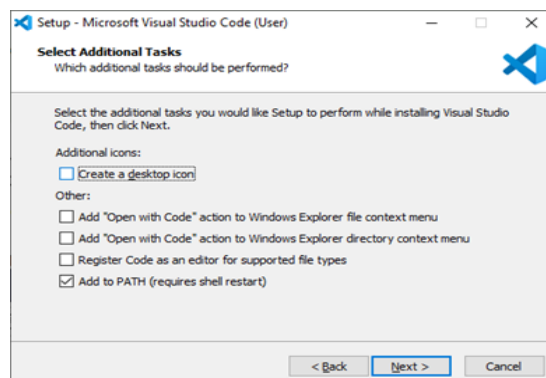 Setup - Microsoft Visual Studio Code (User)
Select Additional Tasks
Which additional tasks should be performed?
Select the additional tasks you would like Setup to perform while installing Visual Studio
Code, then click Next.
Additional icons:
Create a desktop icon
Other:
Add "Open with Code" action to Windows Explorer file context menu
Add "Open with Code" action to Windows Explorer directory context menu
Register Code as an editor for supported file types
Add to PATH (requires shell restart)
< Back Next > Cancel